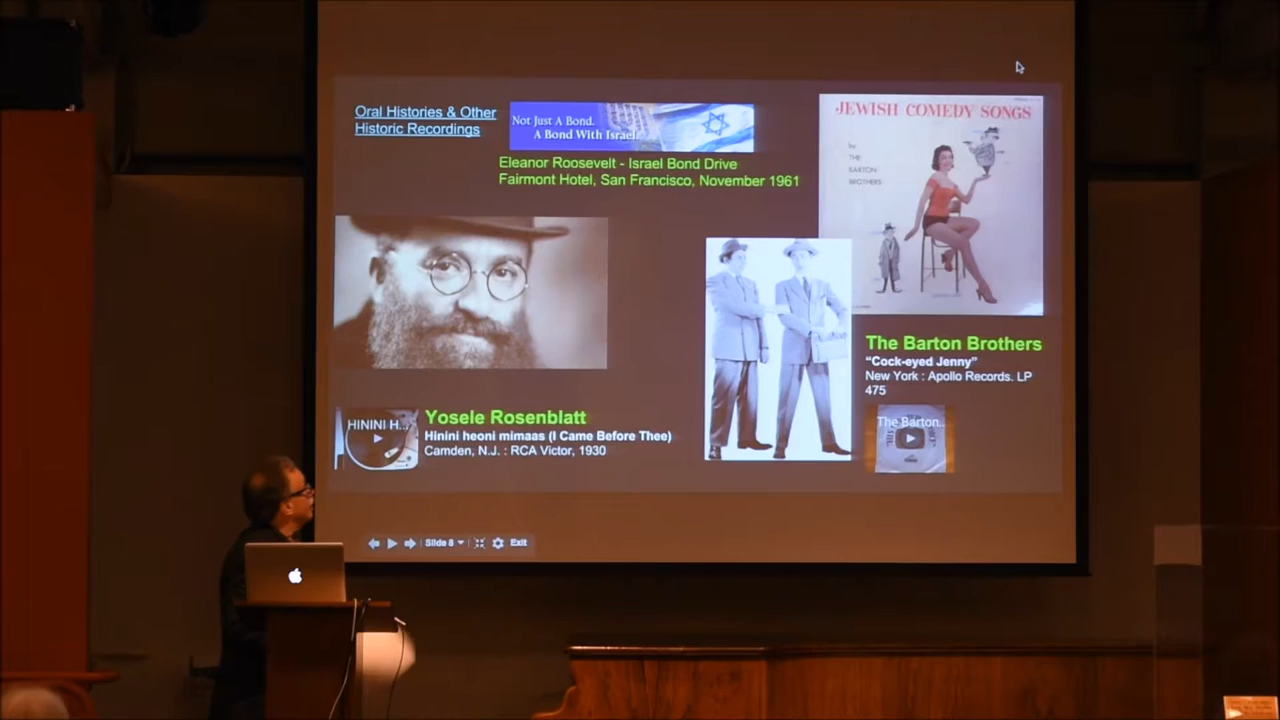 Oral Histories & Other
Historic Recordings
Not Just A Bond.
A Bond With Israel.
Eleanor Roosevelt - Israel Bond Drive
Fairmont Hotel, San Francisco, November 1961
JEWISH COMEDY SONGS
by
THE
BARTON
BROTHERS
The Barton Brothers
“Cock-eyed Jenny”
New York : Apollo Records. LP
475
The Barton..
HININI H...
Yosele Rosenblatt
Hinini heoni mimaas (I Came Before Thee)
Camden, N.J. : RCA Victor, 1930
Slide 8
Exit